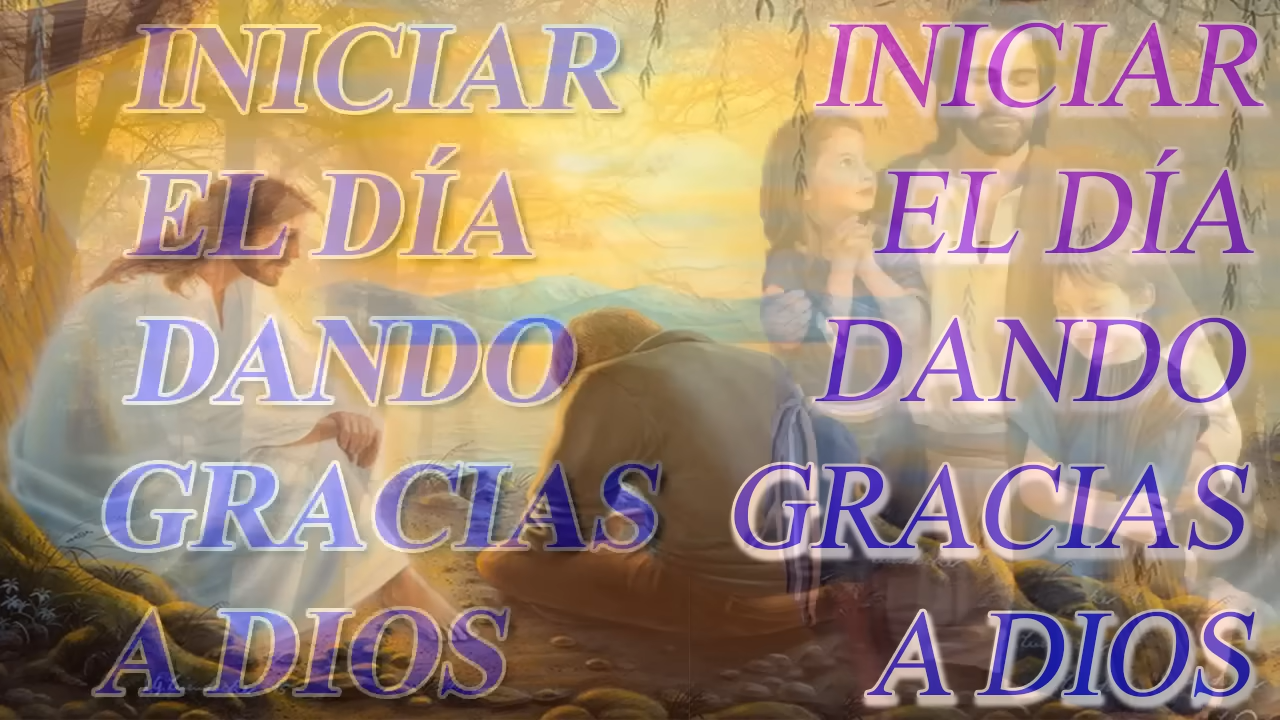 INICIAR
EL DÍA
DANDO
GRACIAS
A DIOS
INICIAR
EL DÍA
DANDO
GRACIAS
A DIOS